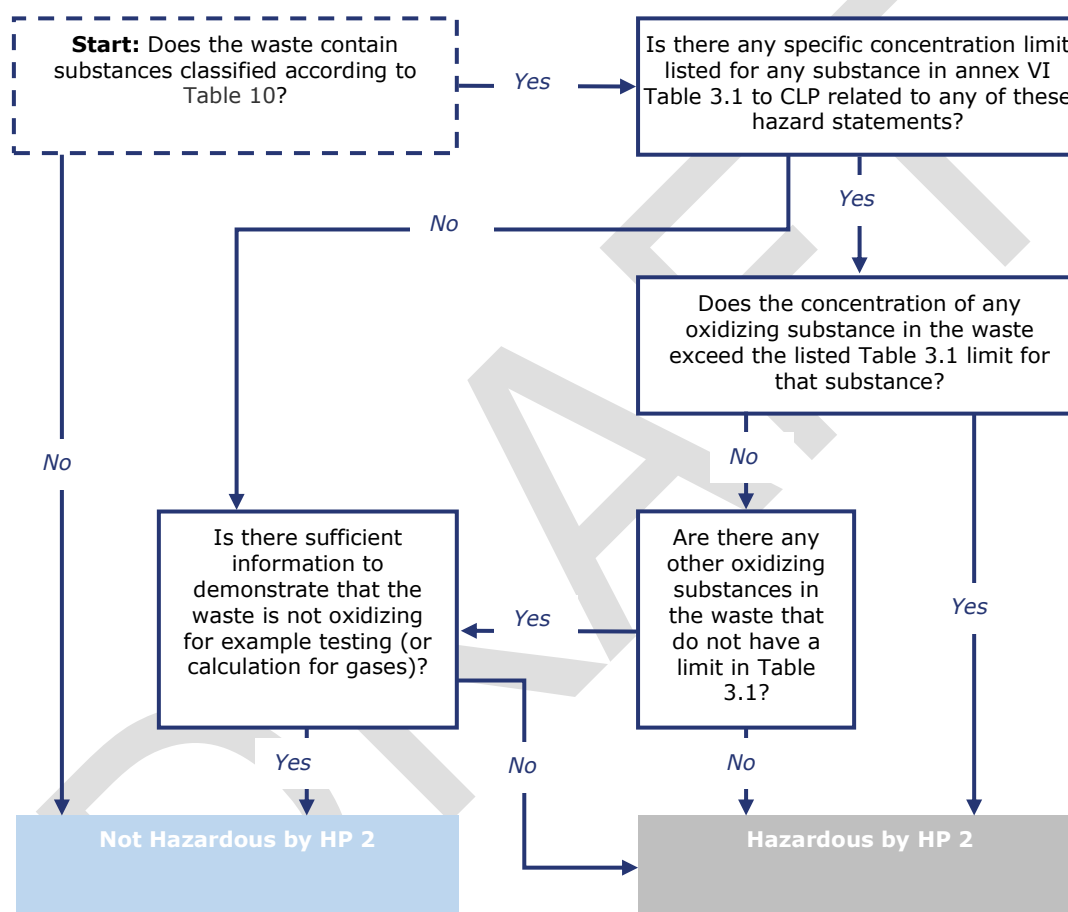 Start: Does the waste contain
substances classified according to
Table 10?
Yes
Is there any specific concentration limit
listed for any substance in annex VI
Table 3.1 to CLP related to any of these
hazard statements?
No
Yes
Does the concentration of any
oxidizing substance in the waste
exceed the listed Table 3.1 limit for
that substance?
No
No
Is there sufficient
information to
demonstrate that the
waste is not oxidizing
for example testing (or
calculation for gases)?
Yes
Are there any
other oxidizing
substances in
the waste that
do not have a
limit in Table
3.1?
Yes
Yes
No
No
Not Hazardous by HP 2
Hazardous by HP 2
DRAFT